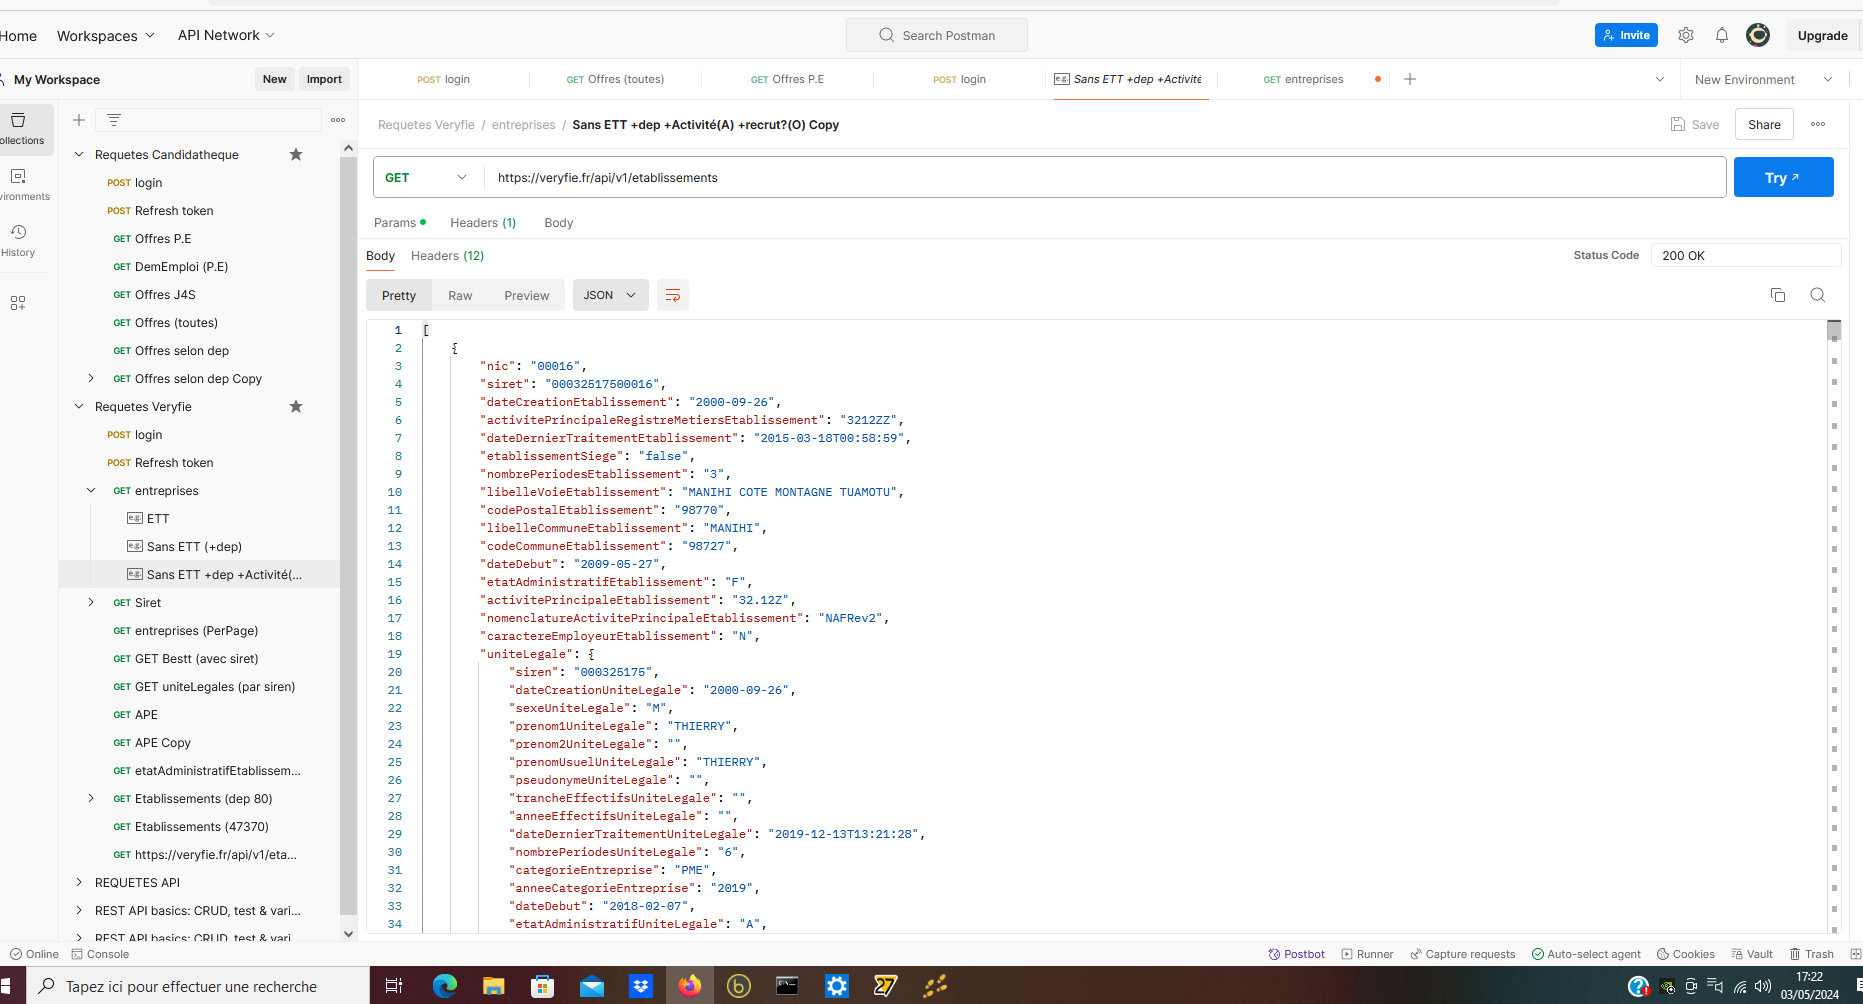 Home
Workspaces
API Network
Search Postman
Invite
Upgrade
My Workspace
New
Import
POST login
GET Offres (toutes)
GET Offres P.E
POST login
e.g. Sans ETT +dep +Activité
GET entreprises
New Environment
Requetes Veryfie / entreprises / Sans ETT +dep +Activité(A) +recrut?(O) Copy
Save
Share
GET
https://veryfie.fr/api/v1/etablissements
Try
Params
Headers (1)
Body
Body
Headers (12)
Status Code
200 OK
Pretty
Raw
Preview
JSON
ollections
vironments
History
Requetes Candidatheque
POST login
POST Refresh token
GET Offres P.E
GET DemEmploi (P.E)
GET Offres J4S
GET Offres (toutes)
GET Offres selon dep
GET Offres selon dep Copy
Requetes Veryfie
POST login
POST Refresh token
GET entreprises
e.g. ETT
e.g. Sans ETT (+dep)
e.g. Sans ETT +dep +Activité(...
GET Siret
GET entreprises (PerPage)
GET GET Bestt (avec siret)
GET GET uniteLegales (par siren)
GET APE
GET APE Copy
GET etatAdministratifEtablissem...
GET Etablissements (dep 80)
GET Etablissements (47370)
GET https://veryfie.fr/api/v1/eta...
REQUETES API
REST API basics: CRUD, test & vari...
REST API basics: CRUD, test & vari
1 [
2 {
3 "nic": "00016",
4 "siret": "00032517500016",
5 "dateCreationEtablissement": "2000-09-26",
6 "activitePrincipaleRegistreMetiersEtablissement": "3212ZZ",
7 "dateDernierTraitementEtablissement": "2015-03-18T00:58:59",
8 "etablissementSiege": "false",
9 "nombrePeriodesEtablissement": "3",
10 "libelleVoieEtablissement": "MANIHI COTE MONTAGNE TUAMOTU",
11 "codePostalEtablissement": "98770",
12 "libelleCommuneEtablissement": "MANIHI",
13 "codeCommuneEtablissement": "98727",
14 "dateDebut": "2009-05-27",
15 "etatAdministratifEtablissement": "F",
16 "activitePrincipaleEtablissement": "32.12Z",
17 "nomenclatureActivitePrincipaleEtablissement": "NAFRev2",
18 "caractereEmployeurEtablissement": "N",
19 "uniteLegale": {
20 "siren": "000325175",
21 "dateCreationUniteLegale": "2000-09-26",
22 "sexeUniteLegale": "M",
23 "prenom1UniteLegale": "THIERRY",
24 "prenom2UniteLegale": "",
25 "prenomUsuelUniteLegale": "THIERRY",
26 "pseudonymeUniteLegale": "",
27 "trancheEffectifsUniteLegale": "",
28 "anneeEffectifsUniteLegale": "",
29 "dateDernierTraitementUniteLegale": "2019-12-13T13:21:28",
30 "nombrePeriodesUniteLegale": "6",
31 "categorieEntreprise": "PME",
32 "anneeCategorieEntreprise": "2019",
33 "dateDebut": "2018-02-07",
34 "etatAdministratifUniteLegale": "A",
Online
Console
Postbot
Runner
Capture requests
Auto-select agent
Cookies
Vault
Trash
Tapez ici pour effectuer une recherche
17:22
03/05/2024